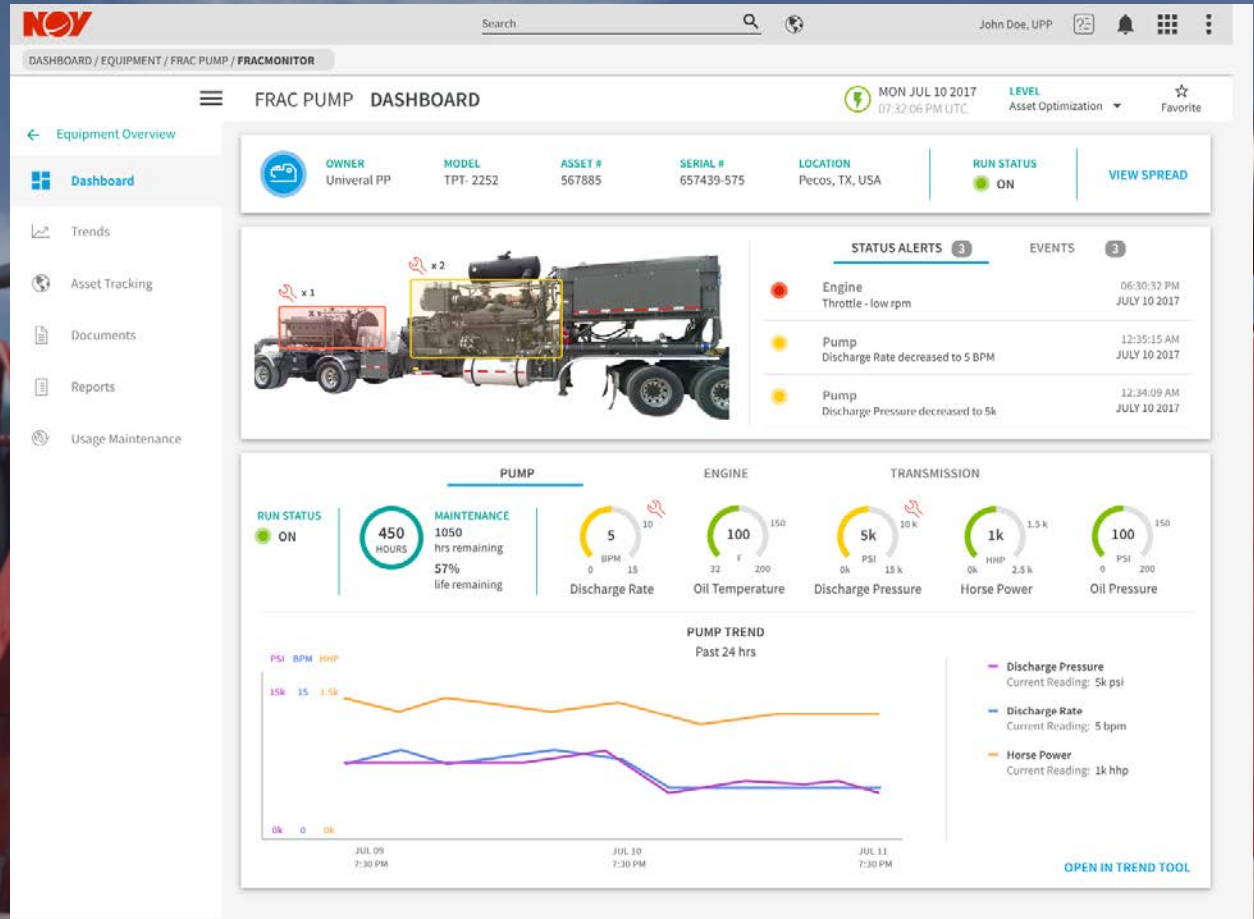 NOV
Search
John Doe, UPP
DASHBOARD / EQUIPMENT / FRAC PUMP / FRACMONITOR
FRAC PUMP DASHBOARD
MON JUL 10 2017
07:32:06 PM UTC
LEVEL
Asset Optimization
Favorite
Equipment Overview
Dashboard
Trends
Asset Tracking
Documents
Reports
Usage Maintenance
OWNER
Univeral PP
MODEL
TPT- 2252
ASSET #
567885
SERIAL #
657439-575
LOCATION
Pecos, TX, USA
RUN STATUS
ON
VIEW SPREAD
x 1
x 2
STATUS ALERTS 3
EVENTS 3
Engine
Throttle - low rpm
06:30:32 PM
JULY 10 2017
Pump
Discharge Rate decreased to 5 BPM
12:35:15 AM
JULY 10 2017
Pump
Discharge Pressure decreased to 5k
12:34:09 AM
JULY 10 2017
PUMP
ENGINE
TRANSMISSION
RUN STATUS
ON
450
HOURS
MAINTENANCE
1050
hrs remaining
57%
life remaining
5
BPM
10
0 15
Discharge Rate
100
F
150
32 200
Oil Temperature
5k
PSI
10 k
0k 15 k
Discharge Pressure
1k
HHP
1.5 k
0k 2.5 k
Horse Power
100
PSI
150
0 200
Oil Pressure
PUMP TREND
Past 24 hrs
PSI BPM HHP
15k 15 1.5k
0k 0 0k
JUL 09
7:30 PM
JUL 10
7:30 PM
JUL 11
7:30 PM
Discharge Pressure
Current Reading: 5k psi
Discharge Rate
Current Reading: 5 bpm
Horse Power
Current Reading: 1k hhp
OPEN IN TREND TOOL